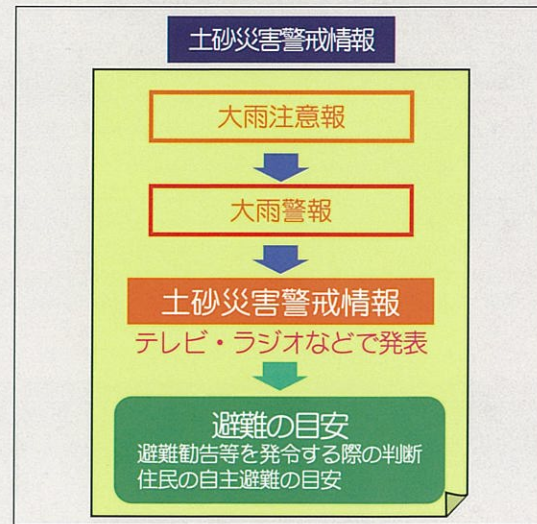 土砂災害警戒情報
大雨注意報
大雨警報
土砂災害警戒情報
テレビ・ラジオなどで発表
避難の目安
避難勧告等を発令する際の判断
住民の自主避難の目安